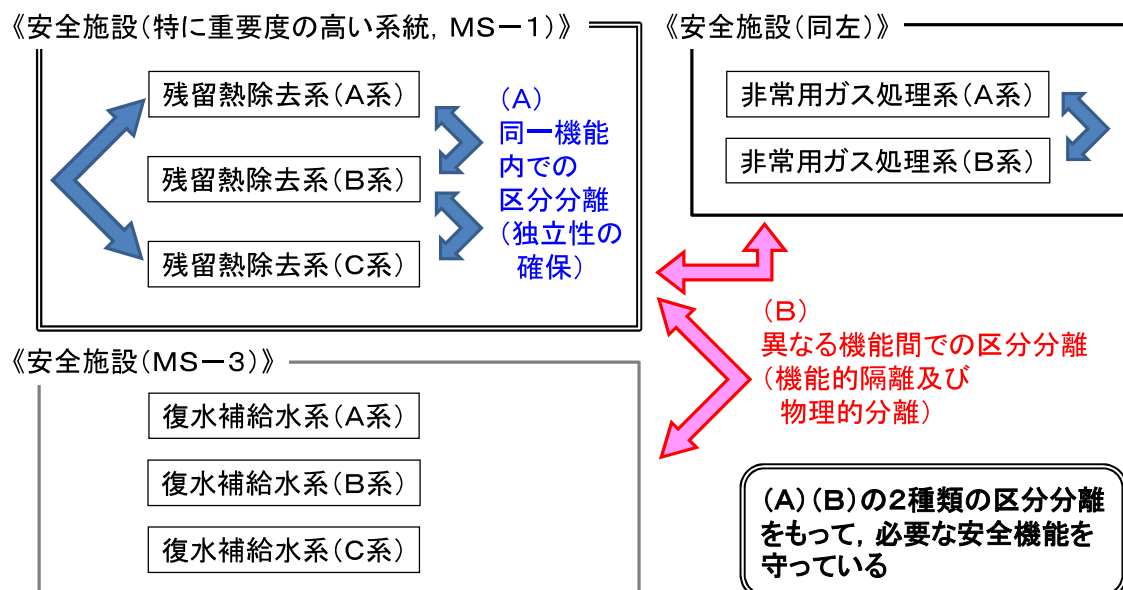 《安全施設(特に重要度の高い系統,MS-1)》
残留熱除去系(A系)
残留熱除去系(B系)
残留熱除去系(C系)
(A)
同一機能
内での
区分分離
(独立性の
確保)
《安全施設(同左)》
非常用ガス処理系(A系)
非常用ガス処理系(B系)
(B)
異なる機能間での区分分離
(機能的隔離及び
物理的分離)
《安全施設(MS-3)》
復水補給水系(A系)
復水補給水系(B系)
復水補給水系(C系)
(A)(B)の2種類の区分分離
をもって,必要な安全機能を
守っている